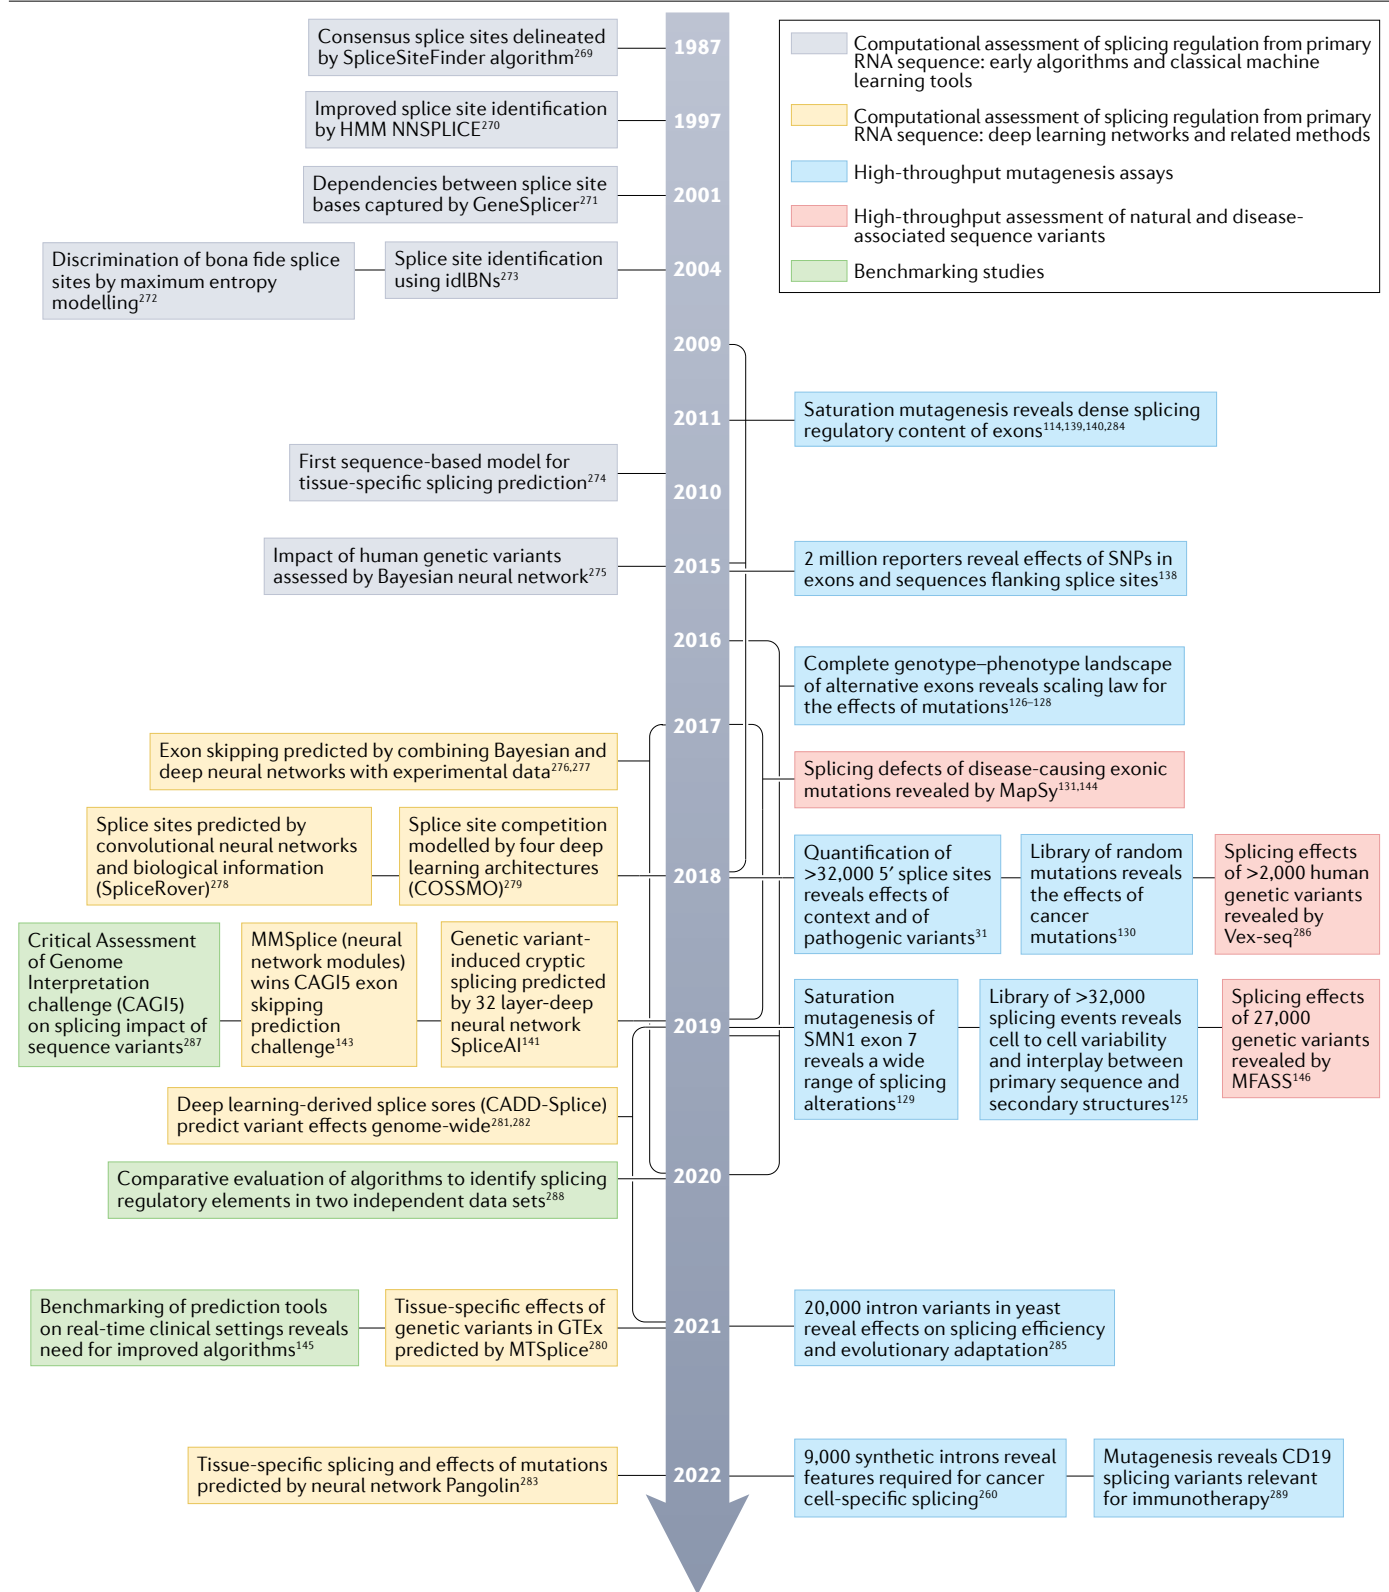 Consensus splice sites delineated
by SpliceSiteFinder algorithm269
1987
Improved splice site identification
by HMM NNSPLICE270
1997
Dependencies between splice site
bases captured by GeneSplicer271
2001
Discrimination of bona fide splice
sites by maximum entropy
modelling272
Splice site identification
using idlBNs273
2004
Computational assessment of splicing regulation from primary
RNA sequence: early algorithms and classical machine
learning tools
Computational assessment of splicing regulation from primary
RNA sequence: deep learning networks and related methods
High-throughput mutagenesis assays
High-throughput assessment of natural and disease-
associated sequence variants
Benchmarking studies
2009
2011
Saturation mutagenesis reveals dense splicing
regulatory content of exons114,139,140,284
First sequence-based model for
tissue-specific splicing prediction274
2010
Impact of human genetic variants
assessed by Bayesian neural network275
2015
2 million reporters reveal effects of SNPs in
exons and sequences flanking splice sites138
2016
Complete genotype–phenotype landscape
of alternative exons reveals scaling law for
the effects of mutations126–128
2017
Exon skipping predicted by combining Bayesian and
deep neural networks with experimental data276,277
Splicing defects of disease-causing exonic
mutations revealed by MapSy131,144
Splice sites predicted by
convolutional neural networks
and biological information
(SpliceRover)278
Splice site competition
modelled by four deep
learning architectures
(COSSMO)279
2018
Quantification of
>32,000 5′ splice sites
reveals effects of
context and of
pathogenic variants31
Library of random
mutations reveals
the effects of
cancer
mutations130
Splicing effects
of >2,000 human
genetic variants
revealed by
Vex-seq286
Critical Assessment
of Genome
Interpretation
challenge (CAGI5)
on splicing impact of
sequence variants287
MMSplice (neural
network modules)
wins CAGI5 exon
skipping
prediction
challenge143
Genetic variant-
induced cryptic
splicing predicted
by 32 layer-deep
neural network
SpliceAI141
2019
Saturation
mutagenesis of
SMN1 exon 7
reveals a wide
range of splicing
alterations129
Library of >32,000
splicing events reveals
cell to cell variability
and interplay between
primary sequence and
secondary structures125
Splicing effects
of 27,000
genetic variants
revealed by
MFASS146
Deep learning-derived splice sores (CADD-Splice)
predict variant effects genome-wide281,282
Comparative evaluation of algorithms to identify splicing
regulatory elements in two independent data sets288
2020
Benchmarking of prediction tools
on real-time clinical settings reveals
need for improved algorithms145
Tissue-specific effects of
genetic variants in GTEx
predicted by MTSplice280
2021
20,000 intron variants in yeast
reveal effects on splicing efficiency
and evolutionary adaptation285
Tissue-specific splicing and effects of mutations
predicted by neural network Pangolin283
2022
9,000 synthetic introns reveal
features required for cancer
cell-specific splicing260
Mutagenesis reveals CD19
splicing variants relevant
for immunotherapy289